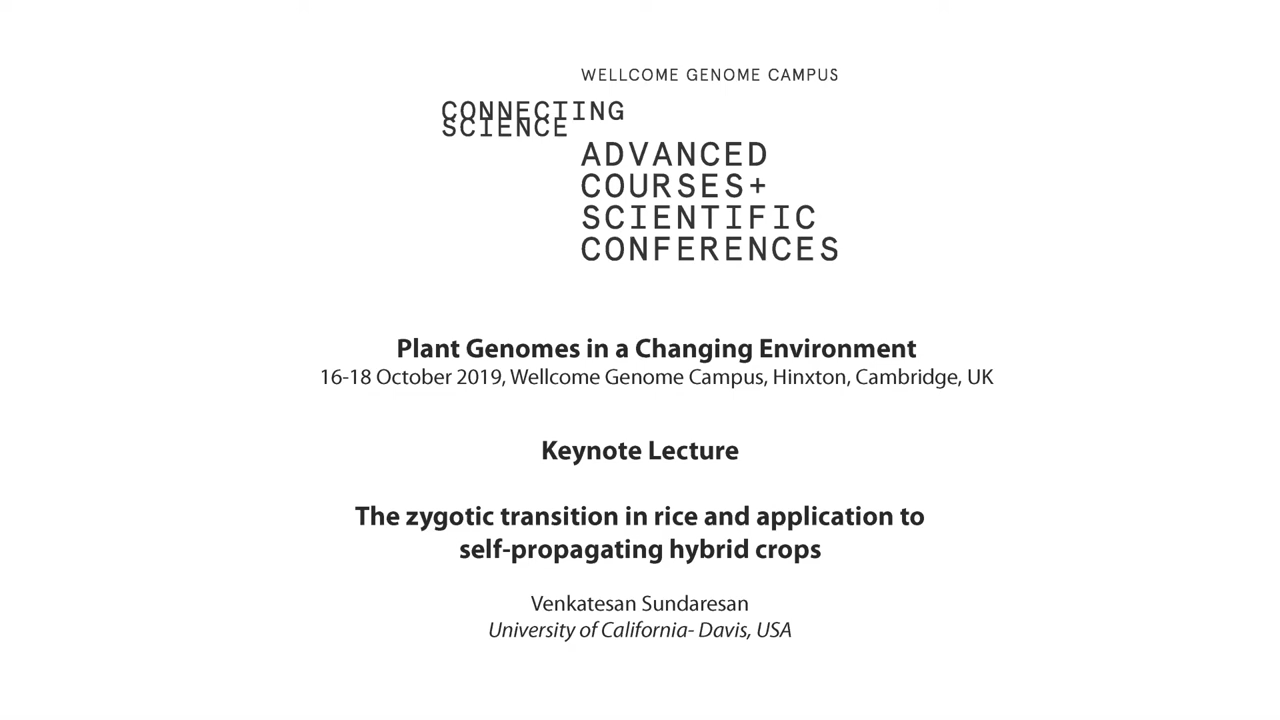 WELLCOME GENOME CAMPUS
CONNECTIING
SCIENCE
ADVANCED
COURSES+
SCIENTIFIC
CONFERENCES
Plant Genomes in a Changing Environment
16-18 October 2019, Wellcome Genome Campus, Hinxton, Cambridge, UK
Keynote Lecture
The zygotic transition in rice and application to
self-propagating hybrid crops
Venkatesan Sundaresan
University of California- Davis, USA